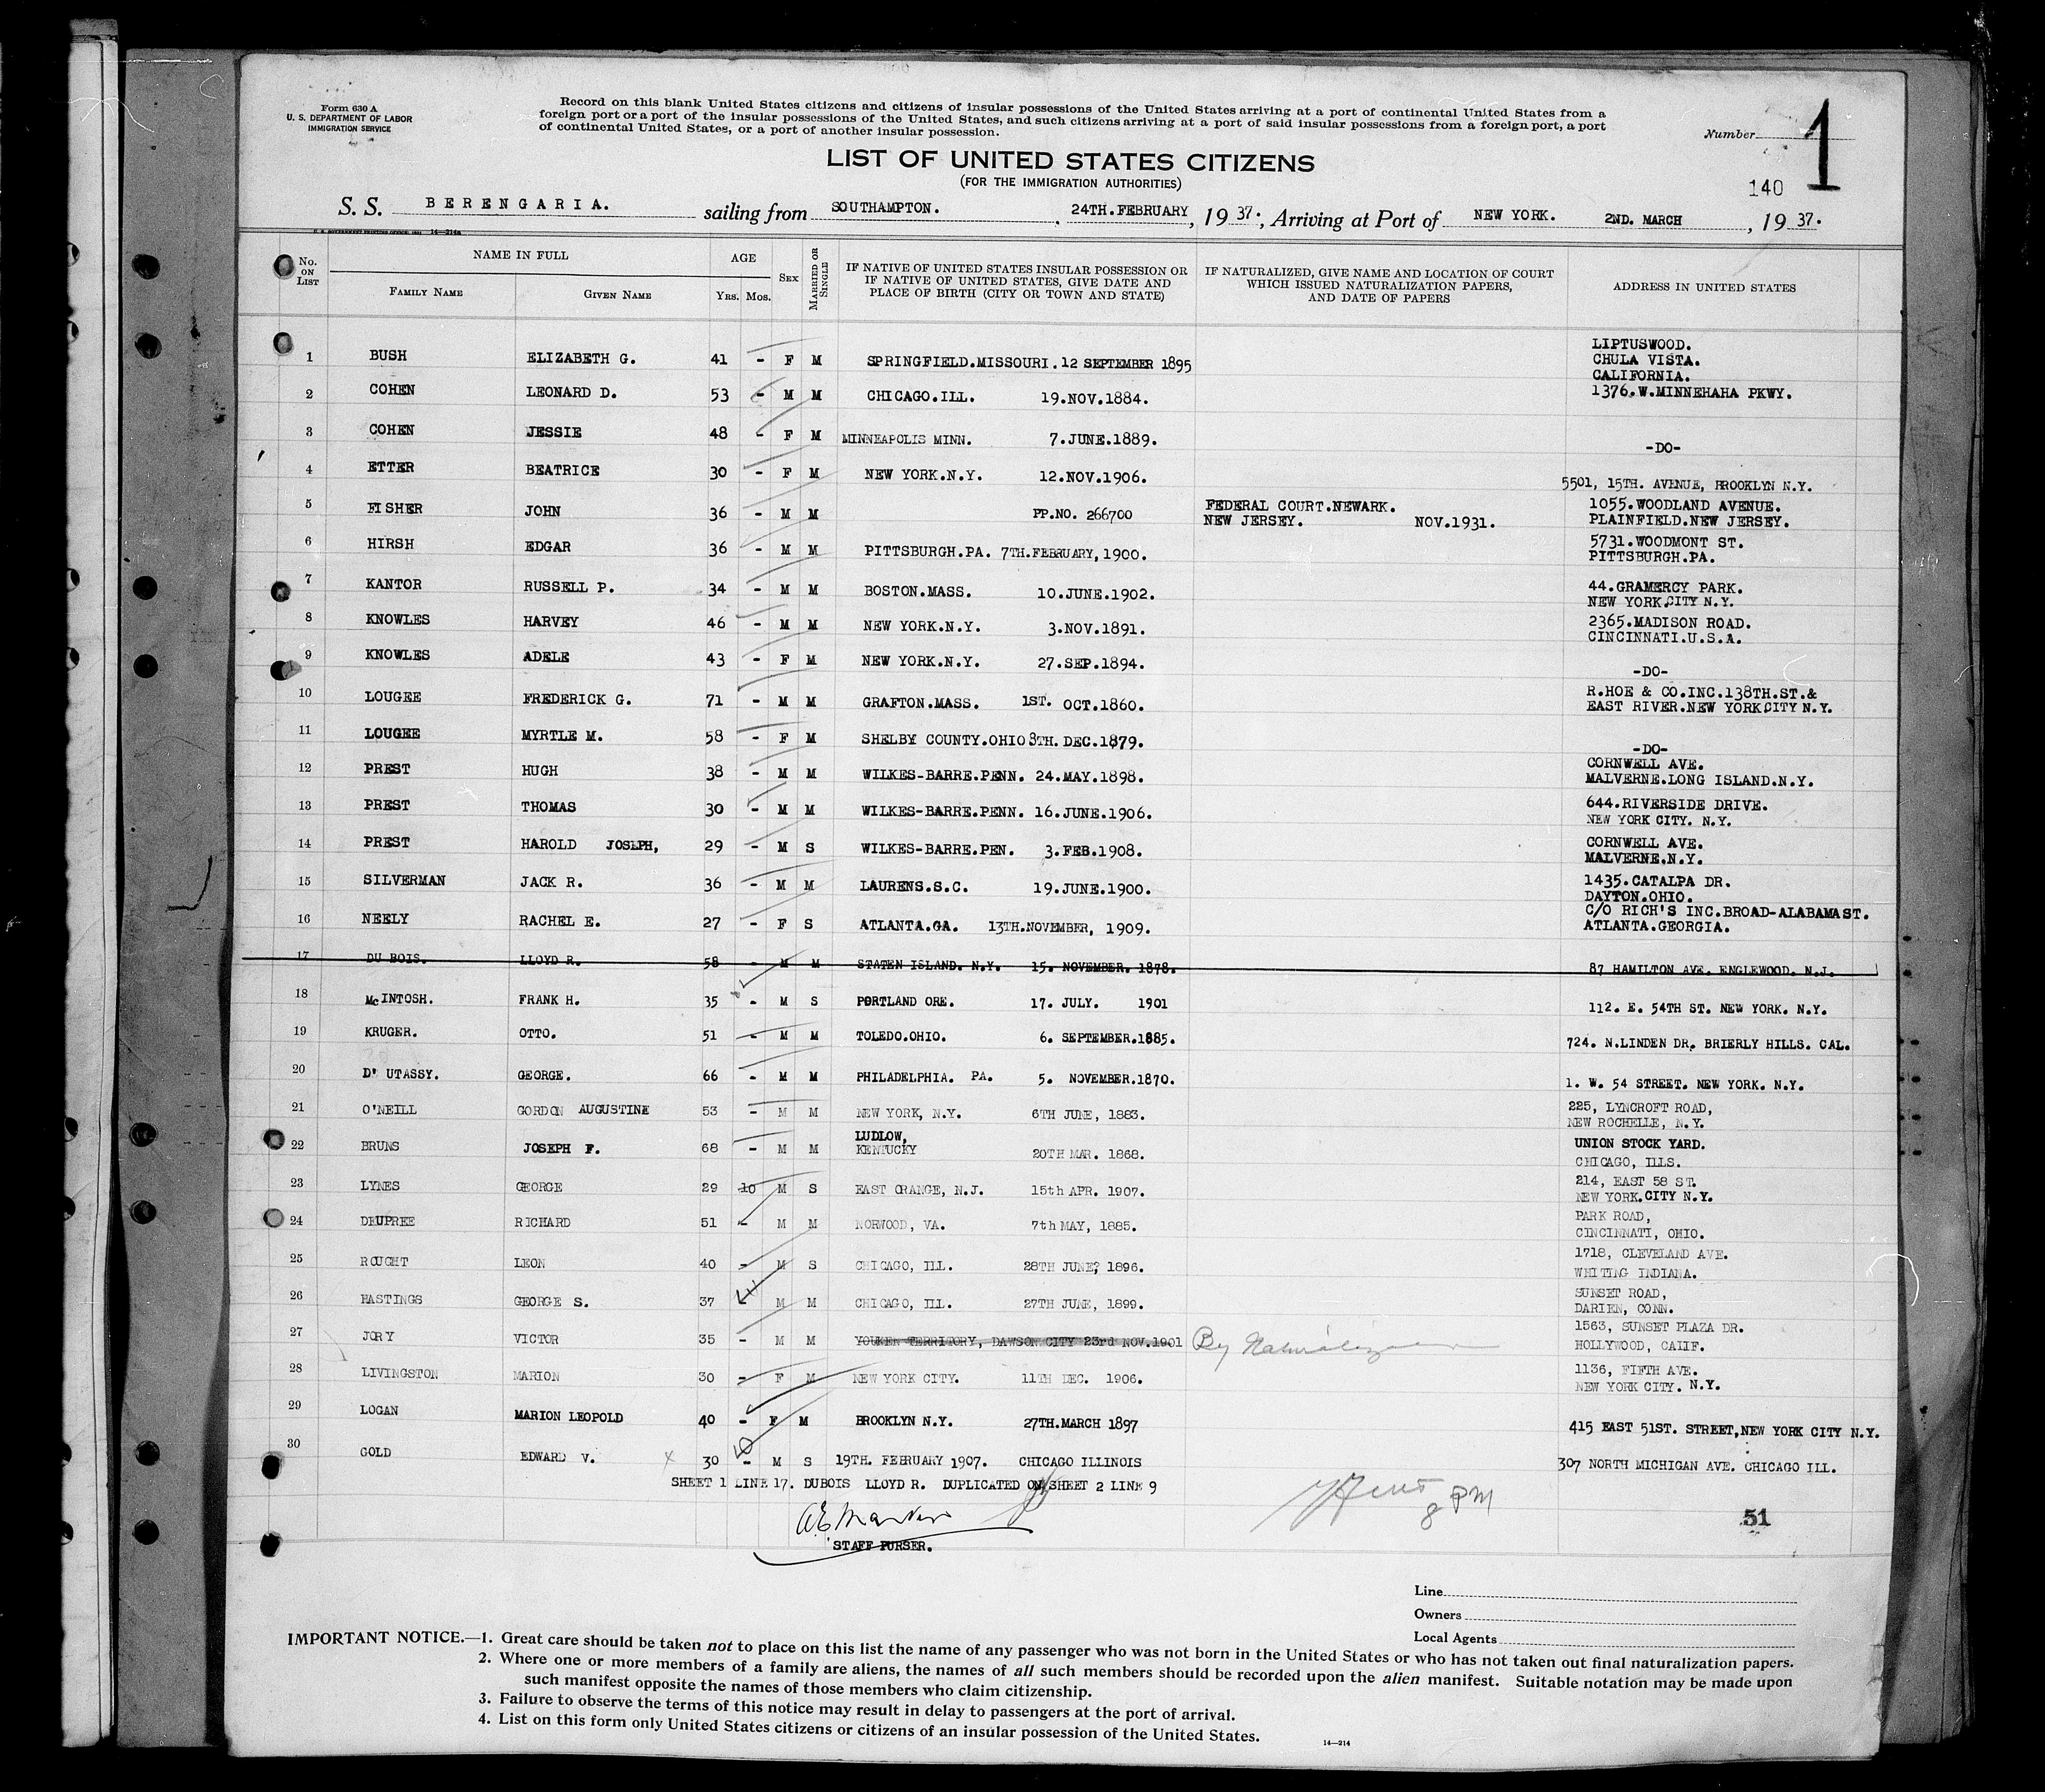 Form 630 A
U. S. DEPARTMENT OF LABOR
IMMIGRATION SERVICE
Record on this blank United States citizens and citizens of insular possessions of the United States arriving at a port of continental United States from a
foreign port or a port of the insular possessions of the United States, and such citizens arriving at a port of said insular possessions from a foreign port, a port
of continental United States, or a port of another insular possession.
Number 1
LIST OF UNITED STATES CITIZENS
(FOR THE IMMIGRATION AUTHORITIES)
140
S. S. BERENGARIA. sailing from SOUTHAMPTON. 24TH.FEBRUARY, 19 37., Arriving at Port of NEW YORK. 2ND. MARCH, 19 37.
No. ON LIST NAME IN FULL AGE SEX MARRIED OR SINGLE IF NATIVE OF UNITED STATES INSULAR POSSESSION OR IF NATIVE OF UNITED STATES, GIVE DATE AND PLACE OF BIRTH (CITY OR TOWN AND STATE) IF NATURALIZED, GIVE NAME AND LOCATION OF COURT WHICH ISSUED NATURALIZATION PAPERS, AND DATE OF PAPERS ADDRESS IN UNITED STATES
FAMILY NAME GIVEN NAME YRS. MOS.
1 BUSH ELIZABETH G. 41 - F M SPRINGFIELD.MISSOURI. 12 SEPTEMBER 1895 LIPTUSWOOD. CHULA VISTA. CALIFORNIA.
2 COHEN LEONARD D. 53 - M M CHICAGO.ILL. 19.NOV.1884. 1376.W.MINNEHAHA PKWY.
3 COHEN JESSIE 48 - F M MINNEAPOLIS MINN. 7.JUNE.1889. -DO-
4 ETTER BEATRICE 30 - F M NEW YORK.N.Y. 12.NOV.1906. 5501, 15TH. AVENUE, BROOKLYN N.Y.
5 FISHER JOHN 36 - M M PP.NO. 266700 FEDERAL COURT.NEWARK. NEW JERSEY. NOV.1931. 1055.WOODLAND AVENUE. PLAINFIELD.NEW JERSEY.
6 HIRSH EDGAR 36 - M M PITTSBURGH.PA. 7TH.FEBRUARY, 1900. 5731.WOODMONT ST. PITTSBURGH.PA.
7 KANTOR RUSSELL P. 34 - M M BOSTON.MASS. 10.JUNE.1902. 44.GRAMERCY PARK. NEW YORK.CITY N.Y.
8 KNOWLES HARVEY 46 - M M NEW YORK.N.Y. 3.NOV.1891. 2365.MADISON ROAD. CINCINNATI.U.S.A.
9 KNOWLES ADELE 43 - F M NEW YORK.N.Y. 27.SEP.1894. -DO-
10 LOUGEE FREDERICK G. 71 - M M GRAFTON.MASS. 1ST. OCT.1860. R.HOE & CO.INC.138TH.ST.& EAST RIVER.NEW YORK CITY N.Y.
11 LOUGEE MYRTLE M. 58 - F M SHELBY COUNTY.OHIO 8TH. DEC.1879. -DO-
12 PREST HUGH 38 - M M WILKES-BARRE.PENN. 24.MAY.1898. CORNWELL AVE. MALVERNE.LONG ISLAND.N.Y.
13 PREST THOMAS 30 - M M WILKES-BARRE.PENN. 16.JUNE.1906. 644.RIVERSIDE DRIVE. NEW YORK CITY. N.Y.
14 PREST HAROLD JOSEPH, 29 - M S WILKES-BARRE.PEN. 3.FEB.1908. CORNWELL AVE. MALVERNE.N.Y.
15 SILVERMAN JACK R. 36 - M M LAURENS.S.C. 19.JUNE.1900. 1435.CATALPA DR. DAYTON.OHIO.
16 NEELY RACHEL E. 27 - F S ATLANTA.GA. 13TH.NOVEMBER, 1909. C/O RICH'S INC.BROAD-ALABAMA ST. ATLANTA.GEORGIA.
17 DU BOIS. LLOYD R. 58 - M M STATEN ISLAND. N.Y. 15. NOVEMBER. 1878. 87 HAMILTON AVE. ENGLEWOOD. N.J.
18 McINTOSH. FRANK H. 35 - M S PORTLAND ORE. 17. JULY. 1901 112. E. 54TH ST. NEW YORK. N.Y.
19 KRUGER. OTTO. 51 - M M TOLEDO.OHIO. 6. SEPTEMBER.1885. 724. N.LINDEN DR. BRIERLY HILLS. CAL.
20 D' UTASSY. GEORGE. 66 - M M PHILADELPHIA. PA. 5. NOVEMBER.1870. 1. W. 54 STREET. NEW YORK. N.Y.
21 O'NEILL GORDON AUGUSTINE 53 - M M NEW YORK, N.Y. 6TH JUNE, 1883. 225, LYNCROFT ROAD, NEW ROCHELLE, N.Y.
22 BRUNS JOSEPH F. 68 - M M LUDLOW, KENTUCKY 20TH MAR. 1868. UNION STOCK YARD. CHICAGO, ILLS.
23 LYNES GEORGE 29 10 M S EAST ORANGE, N.J. 15th APR. 1907. 214, EAST 58 ST. NEW YORK.CITY N.Y.
24 DEUPREE RICHARD 51 - M M NORWOOD, VA. 7th MAY, 1885. PARK ROAD, CINCINNATI, OHIO.
25 ROUGHT LEON 40 - M S CHICAGO, ILL. 28TH JUNE? 1896. 1718, CLEVELAND AVE. WHITING INDIANA.
26 HASTINGS GEORGE S. 37 M M CHICAGO, ILL. 27TH JUNE, 1899. SUNSET ROAD, DARIEN, CONN.
27 JORY VICTOR 35 - M M YOUKEN TERRITORY, DAWSON CITY 23rd NOV.1901 By Naturalization 1563, SUNSET PLAZA DR. HOLLYWOOD, CALIF.
28 LIVINGSTON MARION 30 - F M NEW YORK CITY. 11TH DEC. 1906. 1136, FIFTH AVE. NEW YORK CITY. N.Y.
29 LOGAN MARION LEOPOLD 40 - F M BROOKLYN N.Y. 27TH.MARCH 1897 415 EAST 51ST. STREET,NEW YORK CITY N.Y.
30 GOLD EDWARD V. x 30 - M S 19TH. FEBRUARY 1907. CHICAGO ILLINOIS 307 NORTH MICHIGAN AVE. CHICAGO ILL.
SHEET 1 LINE 17. DUBOIS LLOYD R. DUPLICATED ON SHEET 2 LINE 9
8 PM
51
STAFF PURSER.
Line
Owners
Local Agents
IMPORTANT NOTICE.—1. Great care should be taken not to place on this list the name of any passenger who was not born in the United States or who has not taken out final naturalization papers.
2. Where one or more members of a family are aliens, the names of all such members should be recorded upon the alien manifest. Suitable notation may be made upon
such manifest opposite the names of those members who claim citizenship.
3. Failure to observe the terms of this notice may result in delay to passengers at the port of arrival.
4. List on this form only United States citizens or citizens of an insular possession of the United States.
14—214